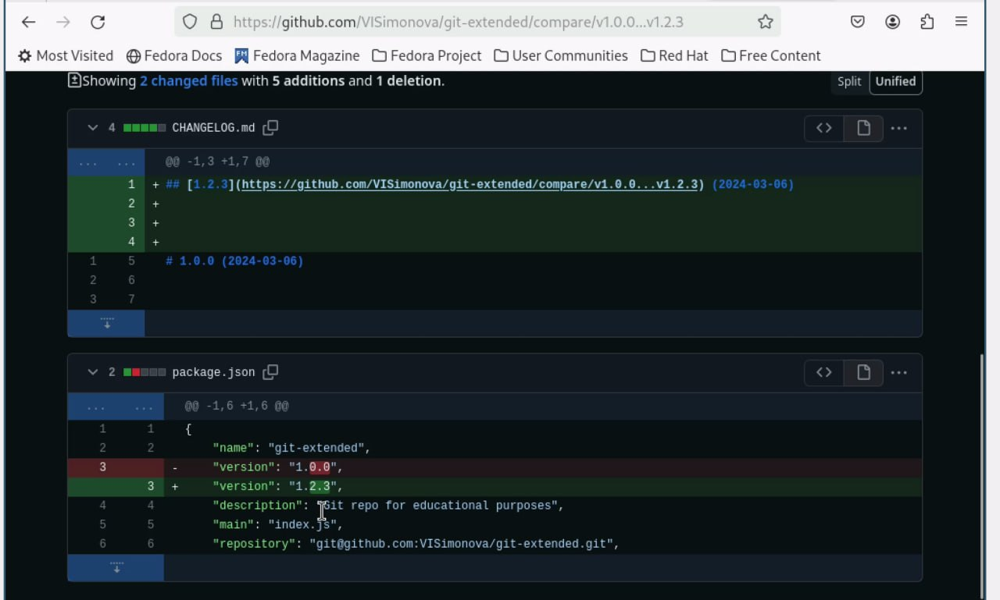 https://github.com/VISimonova/git-extended/compare/v1.0.0...v1.2.3
Most Visited Fedora Docs Fedora Magazine Fedora Project User Communities Red Hat Free Content
Showing 2 changed files with 5 additions and 1 deletion.
Split Unified
4 CHANGELOG.md
... ... @@ -1,3 +1,7 @@
1 + ## [1.2.3](https://github.com/VISimonova/git-extended/compare/v1.0.0...v1.2.3) (2024-03-06)
2 +
3 +
4 +
1 5 # 1.0.0 (2024-03-06)
2 6
3 7
2 package.json
... ... @@ -1,6 +1,6 @@
1 1 {
2 2 "name": "git-extended",
3 - "version": "1.0.0",
3 + "version": "1.2.3",
4 4 "description": "Git repo for educational purposes",
5 5 "main": "index.js",
6 6 "repository": "git@github.com:VISimonova/git-extended.git",